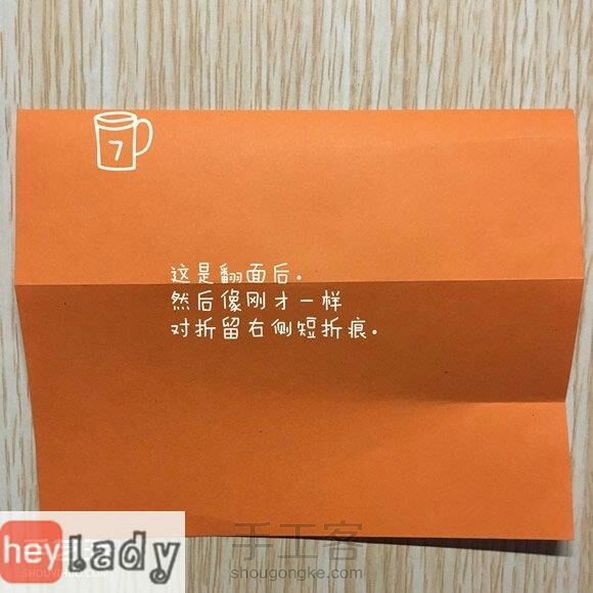 7
这是翻面后.
然后像刚才一样
对折留右侧短折痕.
heylady
手工客
shougongke.com